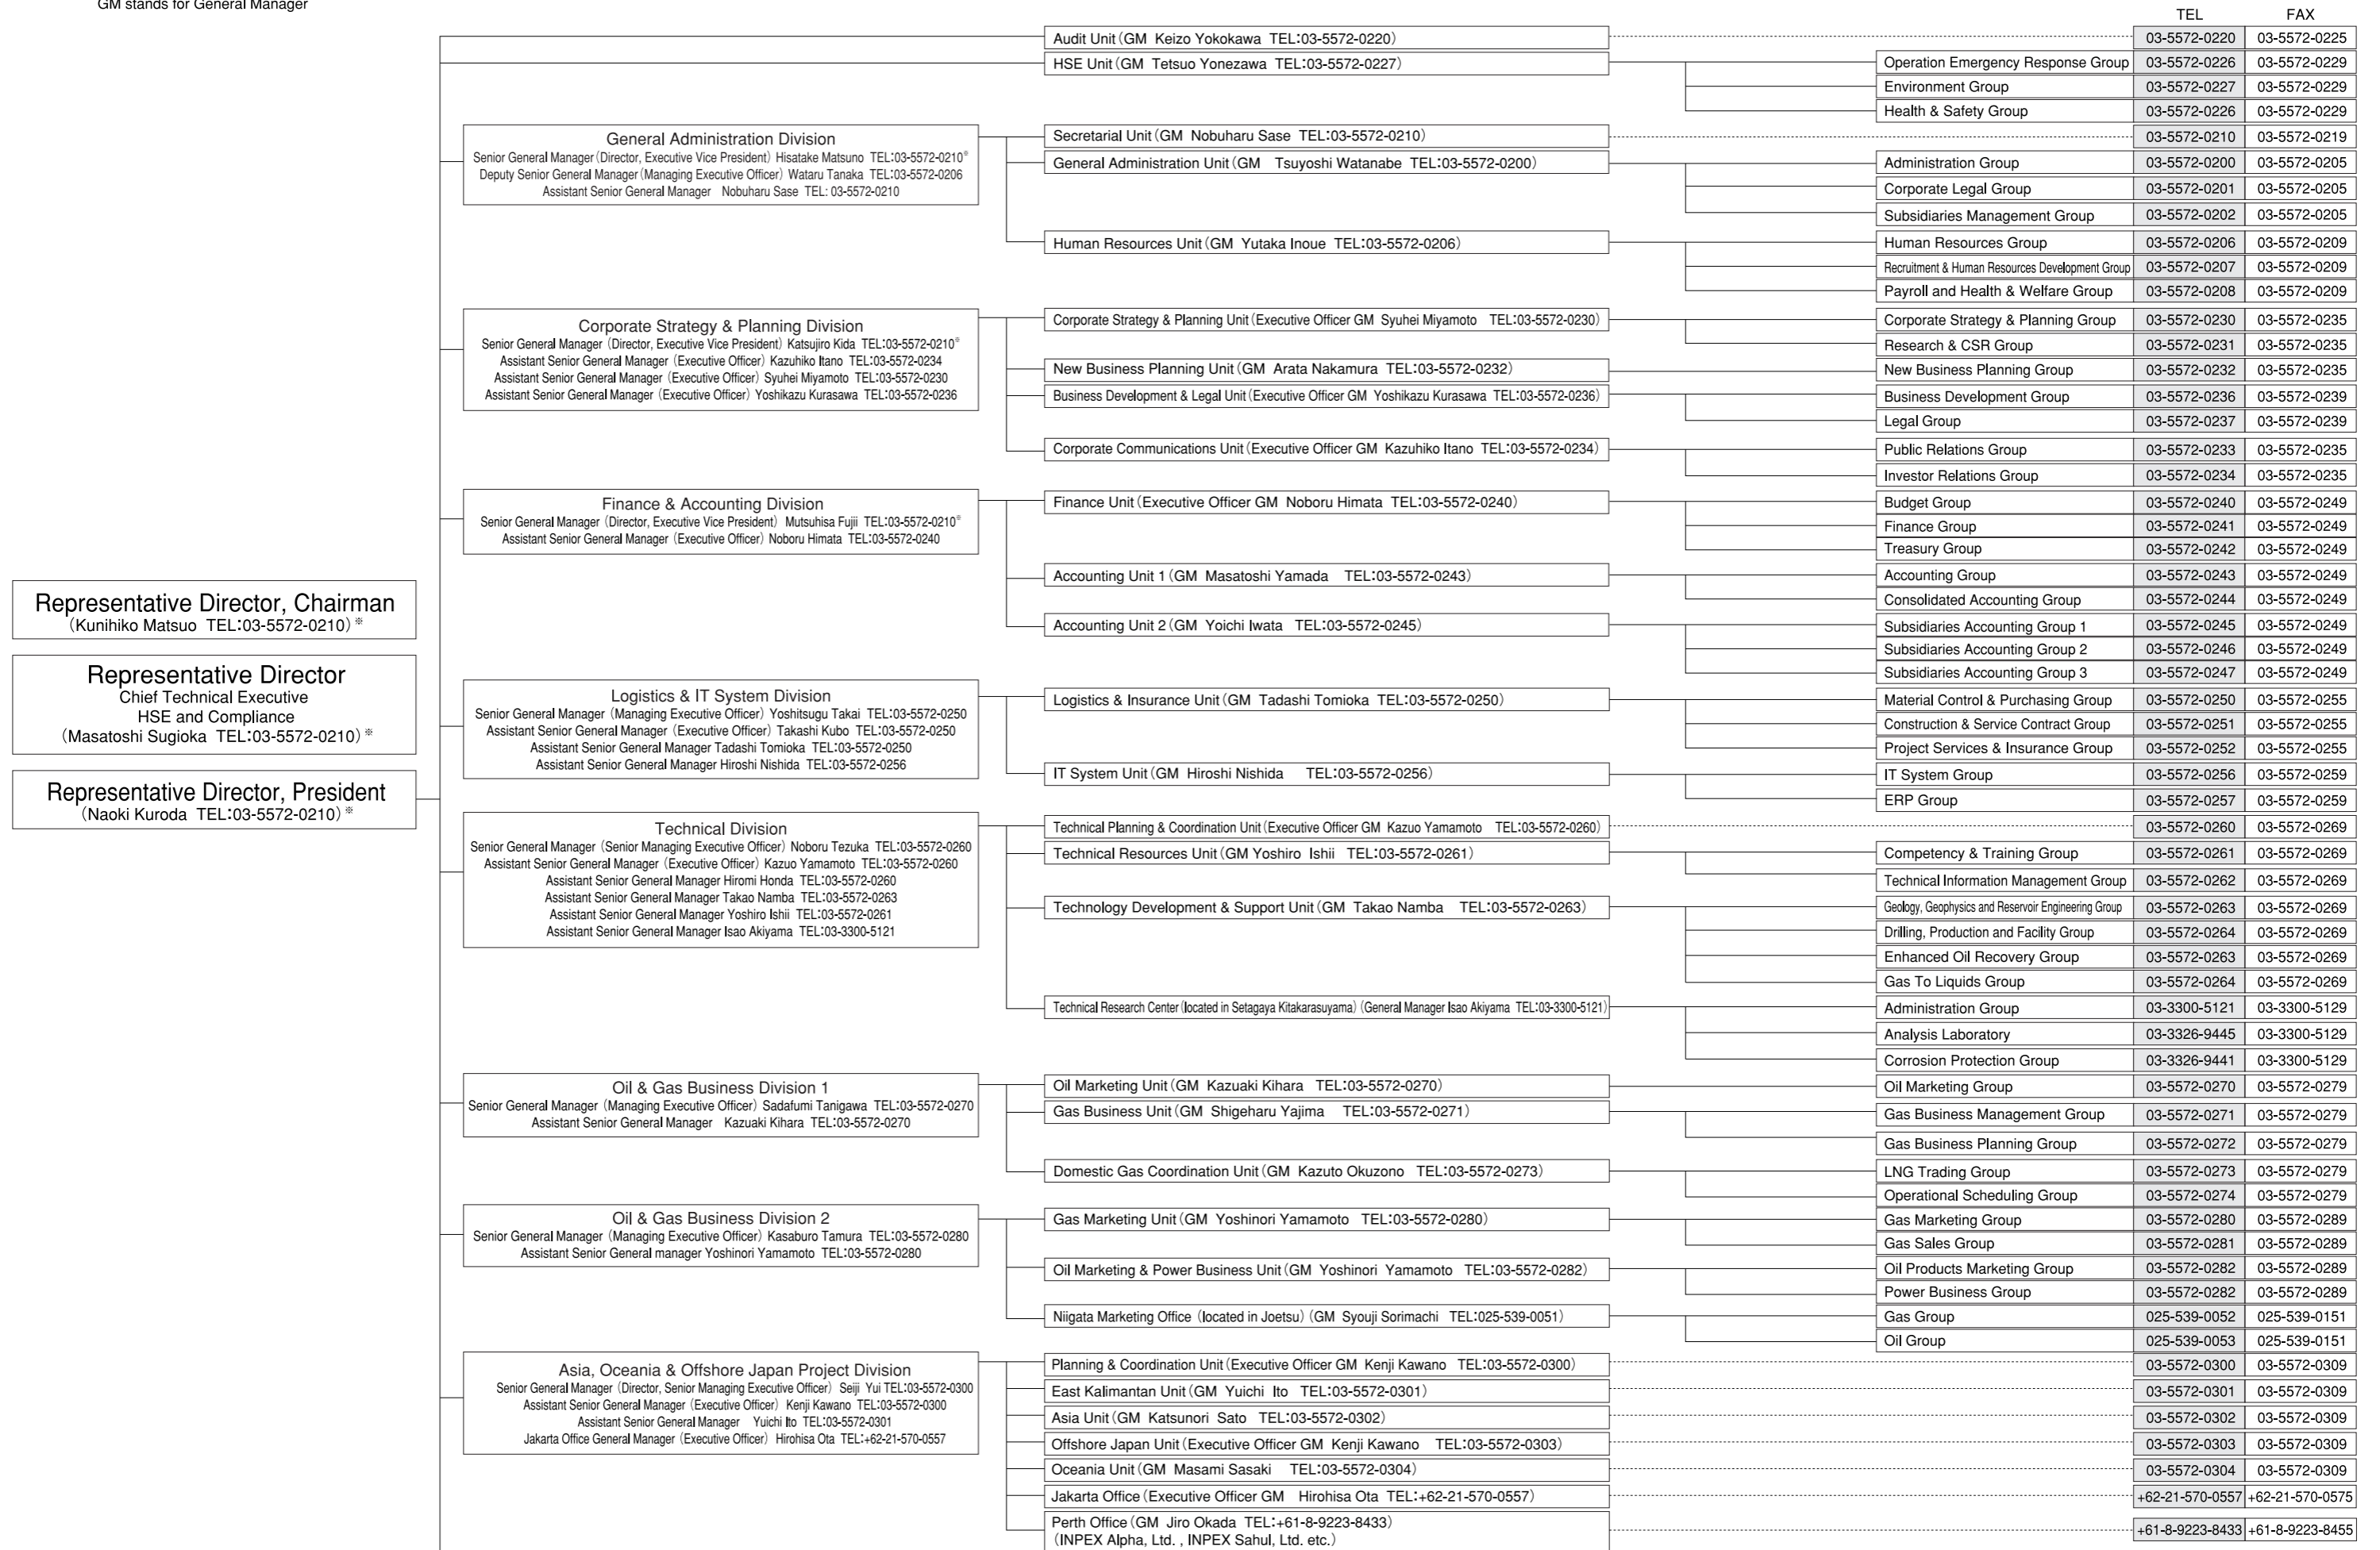 GM stands for General Manager
TEL FAX
Audit Unit (GM Keizo Yokokawa TEL:03-5572-0220) 03-5572-0220 03-5572-0225
HSE Unit (GM Tetsuo Yonezawa TEL:03-5572-0227) Operation Emergency Response Group 03-5572-0226 03-5572-0229
Environment Group 03-5572-0227 03-5572-0229
Health & Safety Group 03-5572-0226 03-5572-0229
General Administration Division
Senior General Manager (Director, Executive Vice President) Hisatake Matsuno TEL:03-5572-0210※
Deputy Senior General Manager (Managing Executive Officer) Wataru Tanaka TEL:03-5572-0206
Assistant Senior General Manager Nobuharu Sase TEL: 03-5572-0210
Secretarial Unit (GM Nobuharu Sase TEL:03-5572-0210) 03-5572-0210 03-5572-0219
General Administration Unit (GM Tsuyoshi Watanabe TEL:03-5572-0200) Administration Group 03-5572-0200 03-5572-0205
Corporate Legal Group 03-5572-0201 03-5572-0205
Subsidiaries Management Group 03-5572-0202 03-5572-0205
Human Resources Unit (GM Yutaka Inoue TEL:03-5572-0206) Human Resources Group 03-5572-0206 03-5572-0209
Recruitment & Human Resources Development Group 03-5572-0207 03-5572-0209
Payroll and Health & Welfare Group 03-5572-0208 03-5572-0209
Corporate Strategy & Planning Division
Senior General Manager (Director, Executive Vice President) Katsujiro Kida TEL:03-5572-0210※
Assistant Senior General Manager (Executive Officer) Kazuhiko Itano TEL:03-5572-0234
Assistant Senior General Manager (Executive Officer) Syuhei Miyamoto TEL:03-5572-0230
Assistant Senior General Manager (Executive Officer) Yoshikazu Kurasawa TEL:03-5572-0236
Corporate Strategy & Planning Unit (Executive Officer GM Syuhei Miyamoto TEL:03-5572-0230) Corporate Strategy & Planning Group 03-5572-0230 03-5572-0235
Research & CSR Group 03-5572-0231 03-5572-0235
New Business Planning Unit (GM Arata Nakamura TEL:03-5572-0232) New Business Planning Group 03-5572-0232 03-5572-0235
Business Development & Legal Unit (Executive Officer GM Yoshikazu Kurasawa TEL:03-5572-0236) Business Development Group 03-5572-0236 03-5572-0239
Legal Group 03-5572-0237 03-5572-0239
Corporate Communications Unit (Executive Officer GM Kazuhiko Itano TEL:03-5572-0234) Public Relations Group 03-5572-0233 03-5572-0235
Investor Relations Group 03-5572-0234 03-5572-0235
Finance & Accounting Division
Senior General Manager (Director, Executive Vice President) Mutsuhisa Fujii TEL:03-5572-0210※
Assistant Senior General Manager (Executive Officer) Noboru Himata TEL:03-5572-0240
Finance Unit (Executive Officer GM Noboru Himata TEL:03-5572-0240) Budget Group 03-5572-0240 03-5572-0249
Finance Group 03-5572-0241 03-5572-0249
Treasury Group 03-5572-0242 03-5572-0249
Accounting Unit 1 (GM Masatoshi Yamada TEL:03-5572-0243) Accounting Group 03-5572-0243 03-5572-0249
Consolidated Accounting Group 03-5572-0244 03-5572-0249
Accounting Unit 2 (GM Yoichi Iwata TEL:03-5572-0245) Subsidiaries Accounting Group 1 03-5572-0245 03-5572-0249
Subsidiaries Accounting Group 2 03-5572-0246 03-5572-0249
Subsidiaries Accounting Group 3 03-5572-0247 03-5572-0249
Representative Director, Chairman
(Kunihiko Matsuo TEL:03-5572-0210)※
Representative Director
Chief Technical Executive
HSE and Compliance
(Masatoshi Sugioka TEL:03-5572-0210)※
Representative Director, President
(Naoki Kuroda TEL:03-5572-0210)※
Logistics & IT System Division
Senior General Manager (Managing Executive Officer) Yoshitsugu Takai TEL:03-5572-0250
Assistant Senior General Manager (Executive Officer) Takashi Kubo TEL:03-5572-0250
Assistant Senior General Manager Tadashi Tomioka TEL:03-5572-0250
Assistant Senior General Manager Hiroshi Nishida TEL:03-5572-0256
Logistics & Insurance Unit (GM Tadashi Tomioka TEL:03-5572-0250) Material Control & Purchasing Group 03-5572-0250 03-5572-0255
Construction & Service Contract Group 03-5572-0251 03-5572-0255
Project Services & Insurance Group 03-5572-0252 03-5572-0255
IT System Unit (GM Hiroshi Nishida TEL:03-5572-0256) IT System Group 03-5572-0256 03-5572-0259
ERP Group 03-5572-0257 03-5572-0259
Technical Division
Senior General Manager (Senior Managing Executive Officer) Noboru Tezuka TEL:03-5572-0260
Assistant Senior General Manager (Executive Officer) Kazuo Yamamoto TEL:03-5572-0260
Assistant Senior General Manager Hiromi Honda TEL:03-5572-0260
Assistant Senior General Manager Takao Namba TEL:03-5572-0263
Assistant Senior General Manager Yoshiro Ishii TEL:03-5572-0261
Assistant Senior General Manager Isao Akiyama TEL:03-3300-5121
Technical Planning & Coordination Unit (Executive Officer GM Kazuo Yamamoto TEL:03-5572-0260) 03-5572-0260 03-5572-0269
Technical Resources Unit (GM Yoshiro Ishii TEL:03-5572-0261) Competency & Training Group 03-5572-0261 03-5572-0269
Technical Information Management Group 03-5572-0262 03-5572-0269
Technology Development & Support Unit (GM Takao Namba TEL:03-5572-0263) Geology, Geophysics and Reservoir Engineering Group 03-5572-0263 03-5572-0269
Drilling, Production and Facility Group 03-5572-0264 03-5572-0269
Enhanced Oil Recovery Group 03-5572-0263 03-5572-0269
Gas To Liquids Group 03-5572-0264 03-5572-0269
Technical Research Center (located in Setagaya Kitakarasuyama) (General Manager Isao Akiyama TEL:03-3300-5121) Administration Group 03-3300-5121 03-3300-5129
Analysis Laboratory 03-3326-9445 03-3300-5129
Corrosion Protection Group 03-3326-9441 03-3300-5129
Oil & Gas Business Division 1
Senior General Manager (Managing Executive Officer) Sadafumi Tanigawa TEL:03-5572-0270
Assistant Senior General Manager Kazuaki Kihara TEL:03-5572-0270
Oil Marketing Unit (GM Kazuaki Kihara TEL:03-5572-0270) Oil Marketing Group 03-5572-0270 03-5572-0279
Gas Business Unit (GM Shigeharu Yajima TEL:03-5572-0271) Gas Business Management Group 03-5572-0271 03-5572-0279
Gas Business Planning Group 03-5572-0272 03-5572-0279
Domestic Gas Coordination Unit (GM Kazuto Okuzono TEL:03-5572-0273) LNG Trading Group 03-5572-0273 03-5572-0279
Operational Scheduling Group 03-5572-0274 03-5572-0279
Oil & Gas Business Division 2
Senior General Manager (Managing Executive Officer) Kasaburo Tamura TEL:03-5572-0280
Assistant Senior General manager Yoshinori Yamamoto TEL:03-5572-0280
Gas Marketing Unit (GM Yoshinori Yamamoto TEL:03-5572-0280) Gas Marketing Group 03-5572-0280 03-5572-0289
Gas Sales Group 03-5572-0281 03-5572-0289
Oil Marketing & Power Business Unit (GM Yoshinori Yamamoto TEL:03-5572-0282) Oil Products Marketing Group 03-5572-0282 03-5572-0289
Power Business Group 03-5572-0282 03-5572-0289
Niigata Marketing Office (located in Joetsu) (GM Syouji Sorimachi TEL:025-539-0051) Gas Group 025-539-0052 025-539-0151
Oil Group 025-539-0053 025-539-0151
Asia, Oceania & Offshore Japan Project Division
Senior General Manager (Director, Senior Managing Executive Officer) Seiji Yui TEL:03-5572-0300
Assistant Senior General Manager (Executive Officer) Kenji Kawano TEL:03-5572-0300
Assistant Senior General Manager Yuichi Ito TEL:03-5572-0301
Jakarta Office General Manager (Executive Officer) Hirohisa Ota TEL:+62-21-570-0557
Planning & Coordination Unit (Executive Officer GM Kenji Kawano TEL:03-5572-0300) 03-5572-0300 03-5572-0309
East Kalimantan Unit (GM Yuichi Ito TEL:03-5572-0301) 03-5572-0301 03-5572-0309
Asia Unit (GM Katsunori Sato TEL:03-5572-0302) 03-5572-0302 03-5572-0309
Offshore Japan Unit (Executive Officer GM Kenji Kawano TEL:03-5572-0303) 03-5572-0303 03-5572-0309
Oceania Unit (GM Masami Sasaki TEL:03-5572-0304) 03-5572-0304 03-5572-0309
Jakarta Office (Executive Officer GM Hirohisa Ota TEL:+62-21-570-0557) +62-21-570-0557 +62-21-570-0575
Perth Office (GM Jiro Okada TEL:+61-8-9223-8433) +61-8-9223-8433 +61-8-9223-8455
(INPEX Alpha, Ltd. , INPEX Sahul, Ltd. etc.)